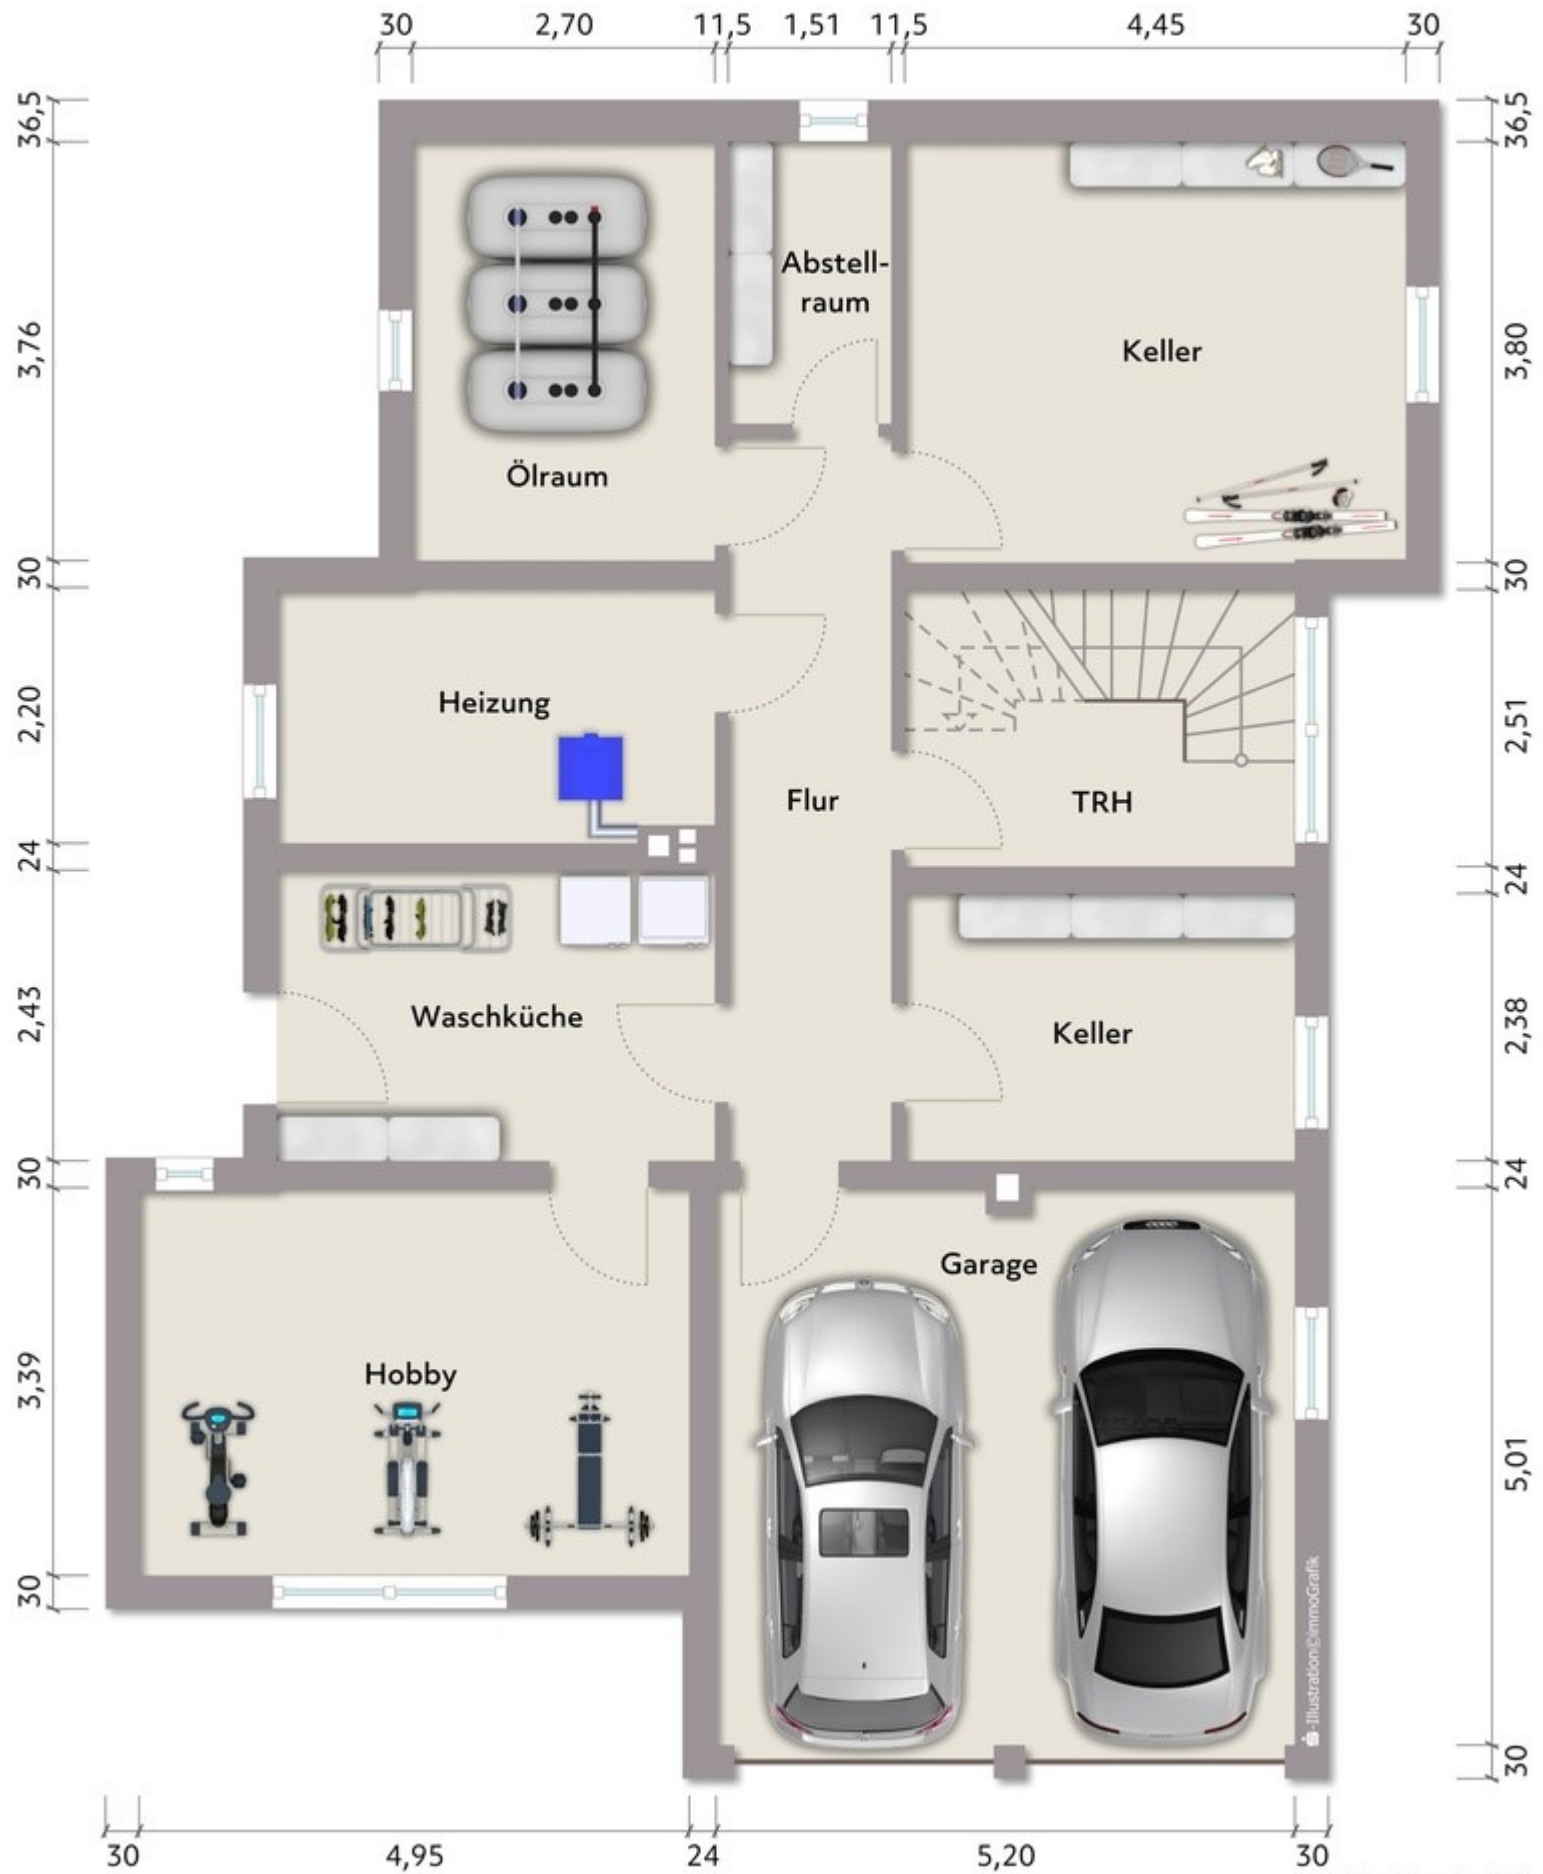 30 2,70 11,5 1,51 11,5 4,45 30
36,5
3,76
30
2,20
24
2,43
30
3,39
30
36,5
3,80
30
2,51
24
2,38
24
5,01
30
Abstell-
raum
Keller
Ölraum
Heizung
Flur
TRH
Waschküche
Keller
Garage
Hobby
-Illustration©immoGrafik
30 4,95 24 5,20 30